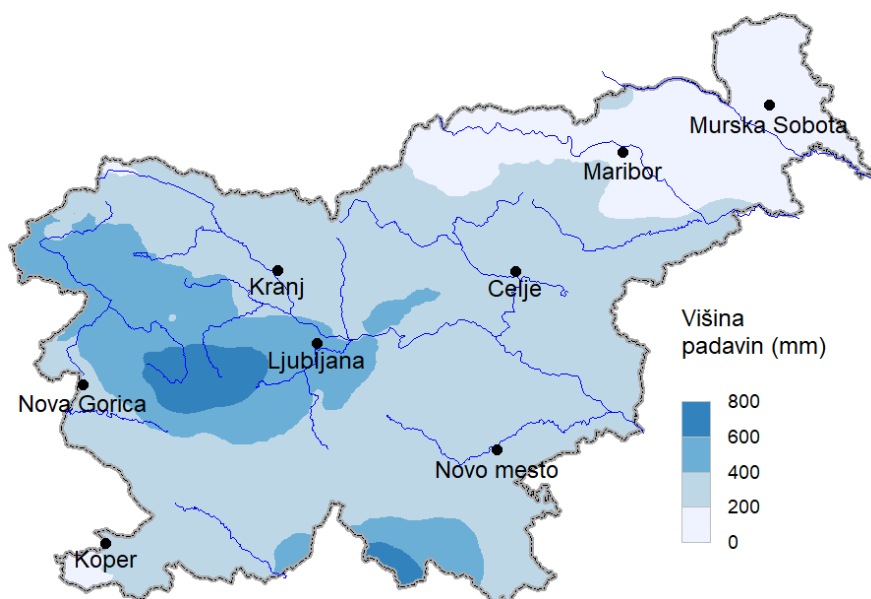 Murska Sobota
Maribor
Kranj
Celje
Ljubljana
Nova Gorica
Novo mesto
Koper
Višina
padavin (mm)
800
600
400
200
0